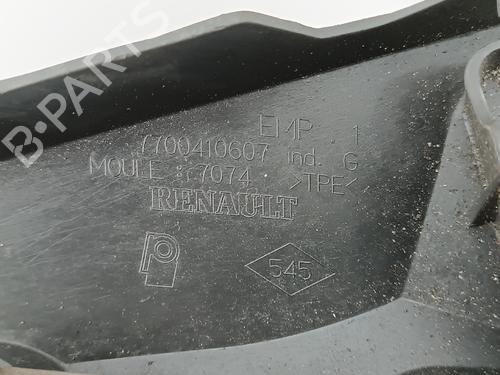 B-PARTS
EMP. 1
7700410607 ind. G
MOULE : 7074 >TPE<
RENAULT
545